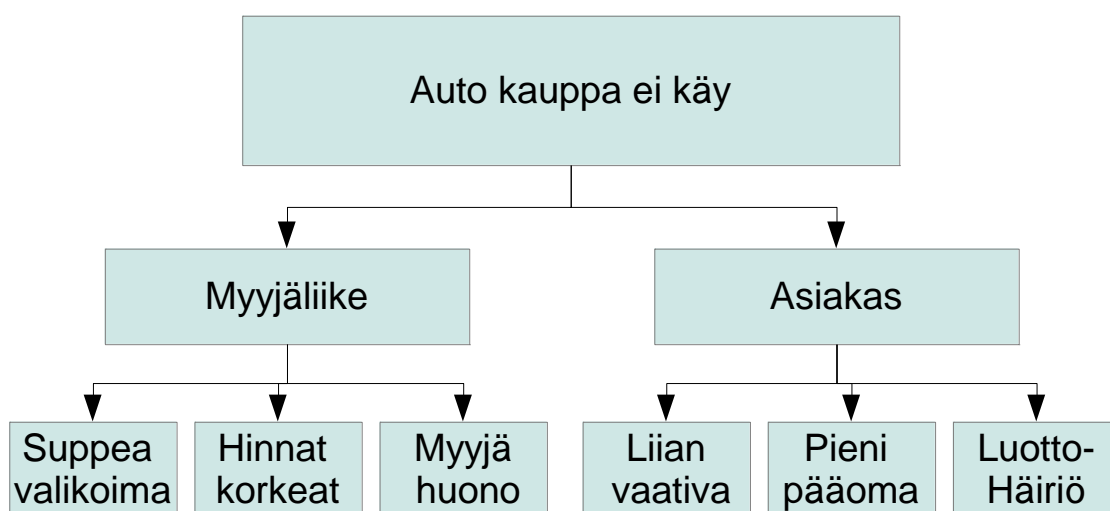 Auto kauppa ei käy
Myyjäliike
Asiakas
Suppea
valikoima
Hinnat
korkeat
Myyjä
huono
Liian
vaativa
Pieni
pääoma
Luotto-
Häiriö